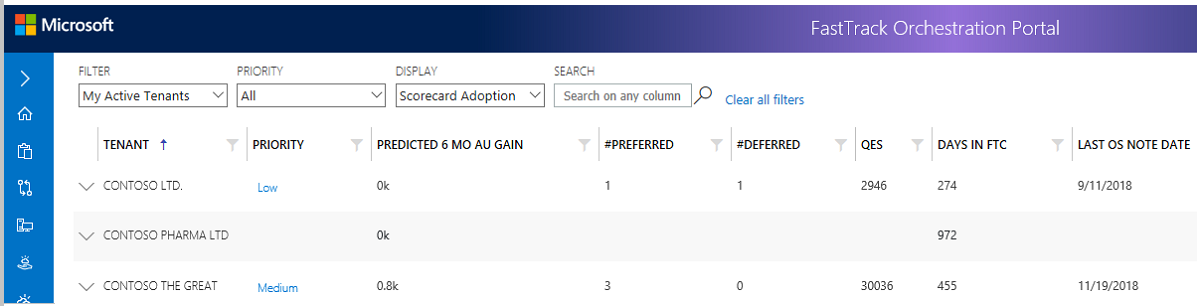 Microsoft FastTrack Orchestration Portal
FILTER PRIORITY DISPLAY SEARCH
My Active Tenants All Scorecard Adoption Search on any column Clear all filters
TENANT PRIORITY PREDICTED 6 MO AU GAIN #PREFERRED #DEFERRED QES DAYS IN FTC LAST OS NOTE DATE
CONTOSO LTD. Low 0k 1 1 2946 274 9/11/2018
CONTOSO PHARMA LTD 0k 972
CONTOSO THE GREAT Medium 0.8k 3 0 30036 455 11/19/2018